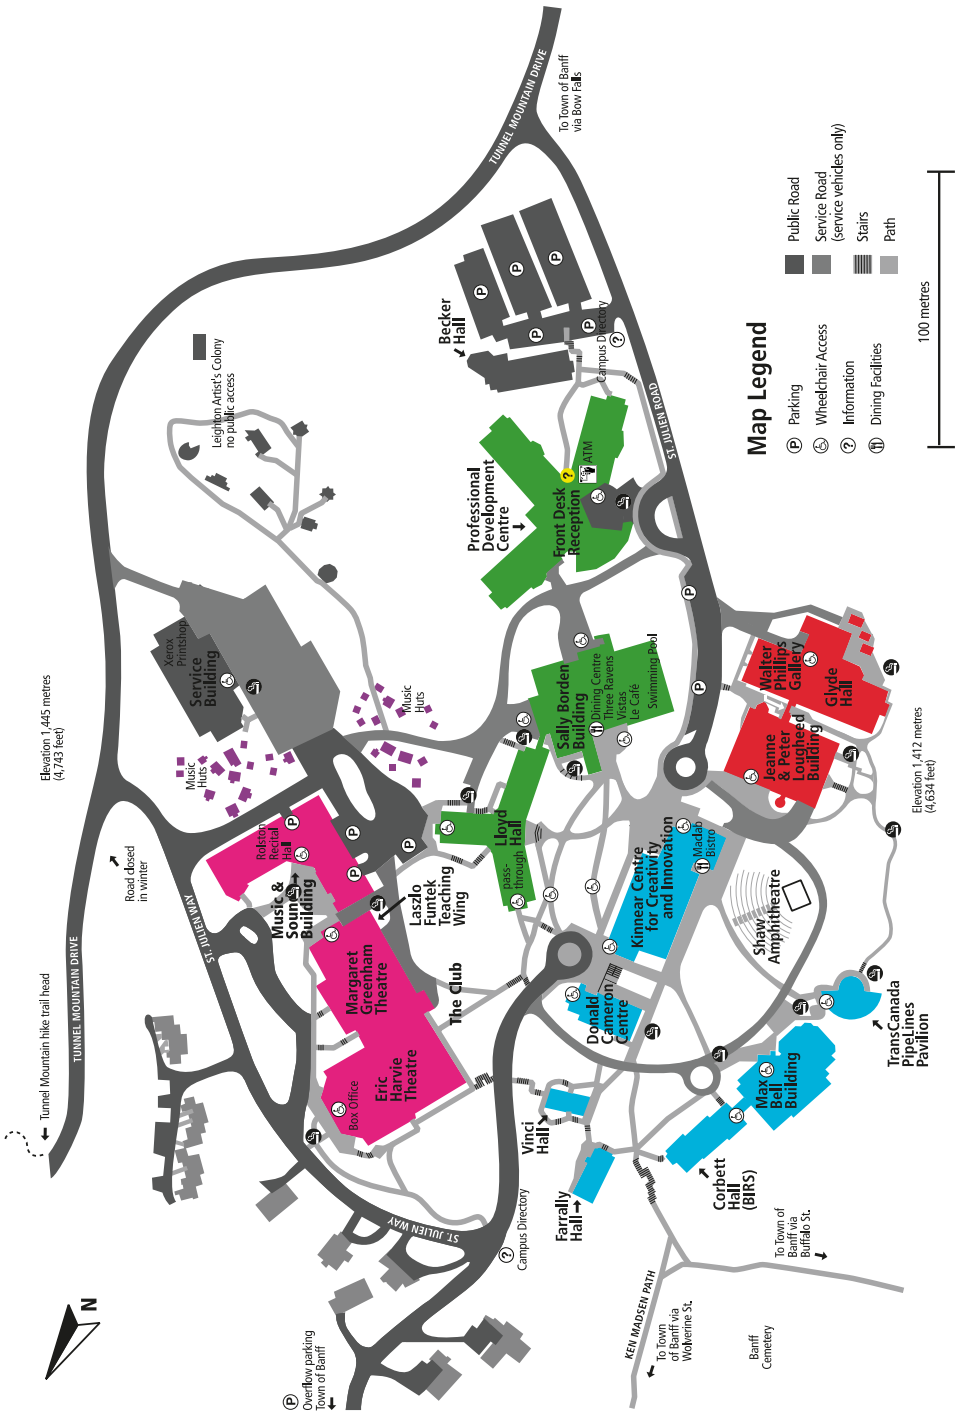 TUNNEL MOUNTAIN DRIVE
To Town of Banff
via Bow Falls
Public Road
Service Road
(service vehicles only)
Stairs
Path
100 metres
Map Legend
P
Parking
Wheelchair Access
?
Information
Dining Facilities
Becker
Hall
P
P
P
P
P
Campus Directory
?
ST. JULIEN ROAD
Leighton Artist's Colony
no public access
Professional
Development
Centre
Front Desk
Reception
?
ATM
Xerox
Printshop
Service
Building
Music
Huts
Music
Huts
Elevation 1,445 metres
(4,743 feet)
Sally Borden
Building
Dining Centre
Three Ravens
Vistas
Le Café
Swimming Pool
P
P
Walter
Phillips
Gallery
Glyde
Hall
Jeanne
& Peter
Lougheed
Building
Elevation 1,412 metres
(4,634 feet)
Road closed
in winter
Rolston
Recital
Hall
P
P
P
P
Music &
Sound
Building
Laszlo
Funtek
Teaching
Wing
Lloyd
Hall
pass-
through
Kinnear Centre
for Creativity
and Innovation
Maclab
Bistro
Shaw
Amphitheatre
ST. JULIEN WAY
Margaret
Greenham
Theatre
The Club
Donald
Cameron
Centre
TransCanada
PipeLines
Pavilion
TUNNEL MOUNTAIN DRIVE
Tunnel Mountain hike trail head
Eric
Harvie
Theatre
Box Office
Vinci
Hall
Max
Bell
Building
Farrally
Hall
Corbett
Hall
(BIRS)
ST. JULIEN WAY
?
Campus Directory
To Town of
Banff via
Buffalo St.
KEN MADSEN PATH
To Town
of Banff via
Wolverine St.
Banff
Cemetery
N
P
Overflow parking
Town of Banff